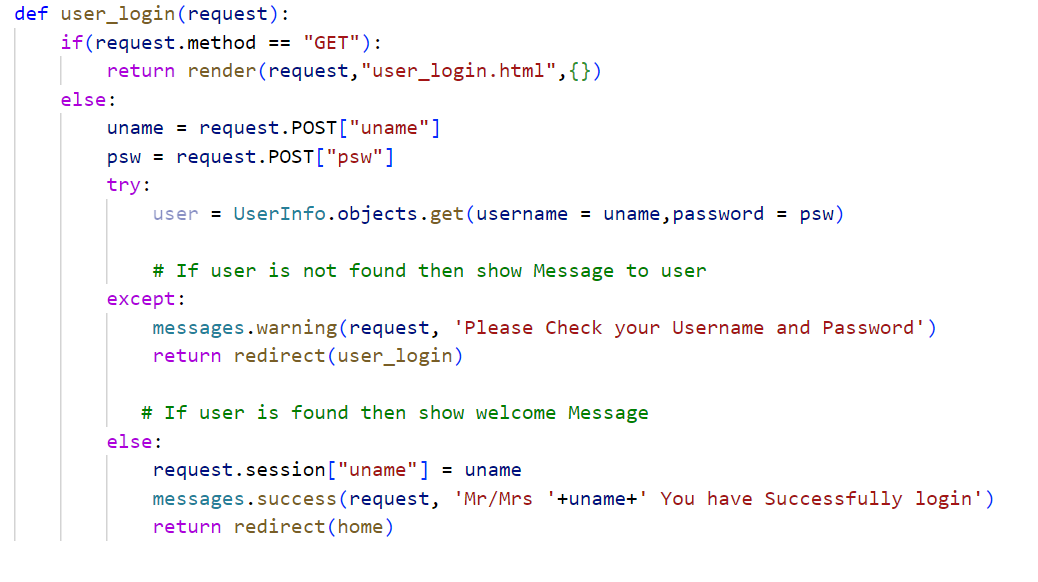 def user_login(request):
    if(request.method == "GET"):
        return render(request,"user_login.html",{})
    else:
        uname = request.POST["uname"]
        psw = request.POST["psw"]
        try:
            user = UserInfo.objects.get(username = uname,password = psw)
            # If user is not found then show Message to user
        except:
            messages.warning(request, 'Please Check your Username and Password')
            return redirect(user_login)
           # If user is found then show welcome Message
        else:
            request.session["uname"] = uname
            messages.success(request, 'Mr/Mrs '+uname+' You have Successfully login')
            return redirect(home)